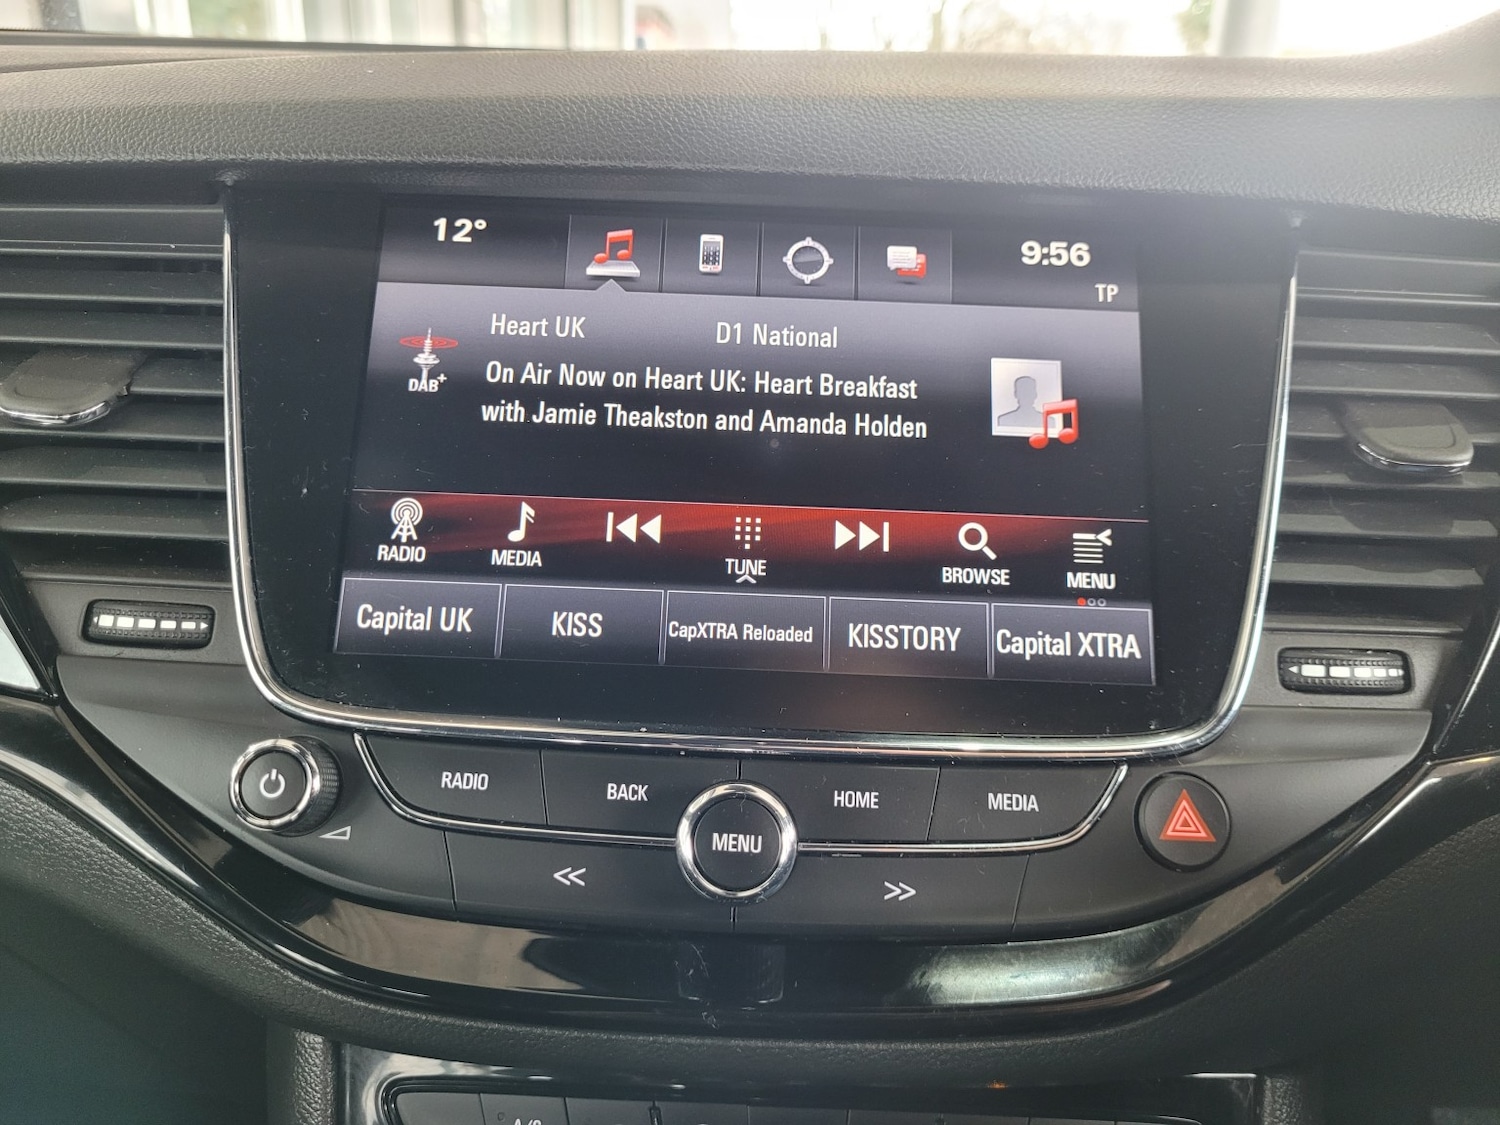 12° 9:56
TP
Heart UK D1 National
DAB+
On Air Now on Heart UK: Heart Breakfast
with Jamie Theakston and Amanda Holden
RADIO MEDIA TUNE BROWSE MENU
Capital UK KISS CapXTRA Reloaded KISSTORY Capital XTRA
RADIO BACK HOME MEDIA
MENU
A/C